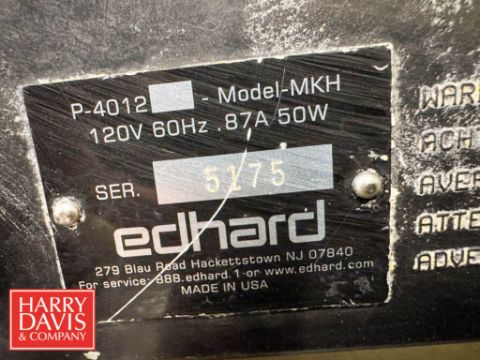 P-4012 - Model-MKH
120V 60Hz .87A 50W
SER. 5175
edhard
279 Blau Road Hackettstown NJ 07840
For service: 888.edhard.1 or www.edhard.com
MADE IN USA
WAR
ACH
AVER
ATTE
ADVE
HARRY
DAVIS
& COMPANY